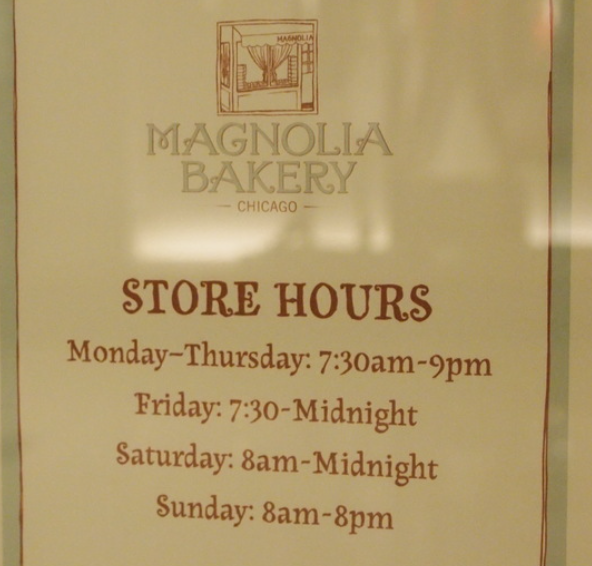 MAGNOLIA
MAGNOLIA
BAKERY
— CHICAGO —
STORE HOURS
Monday–Thursday: 7:30am-9pm
Friday: 7:30-Midnight
Saturday: 8am-Midnight
Sunday: 8am-8pm